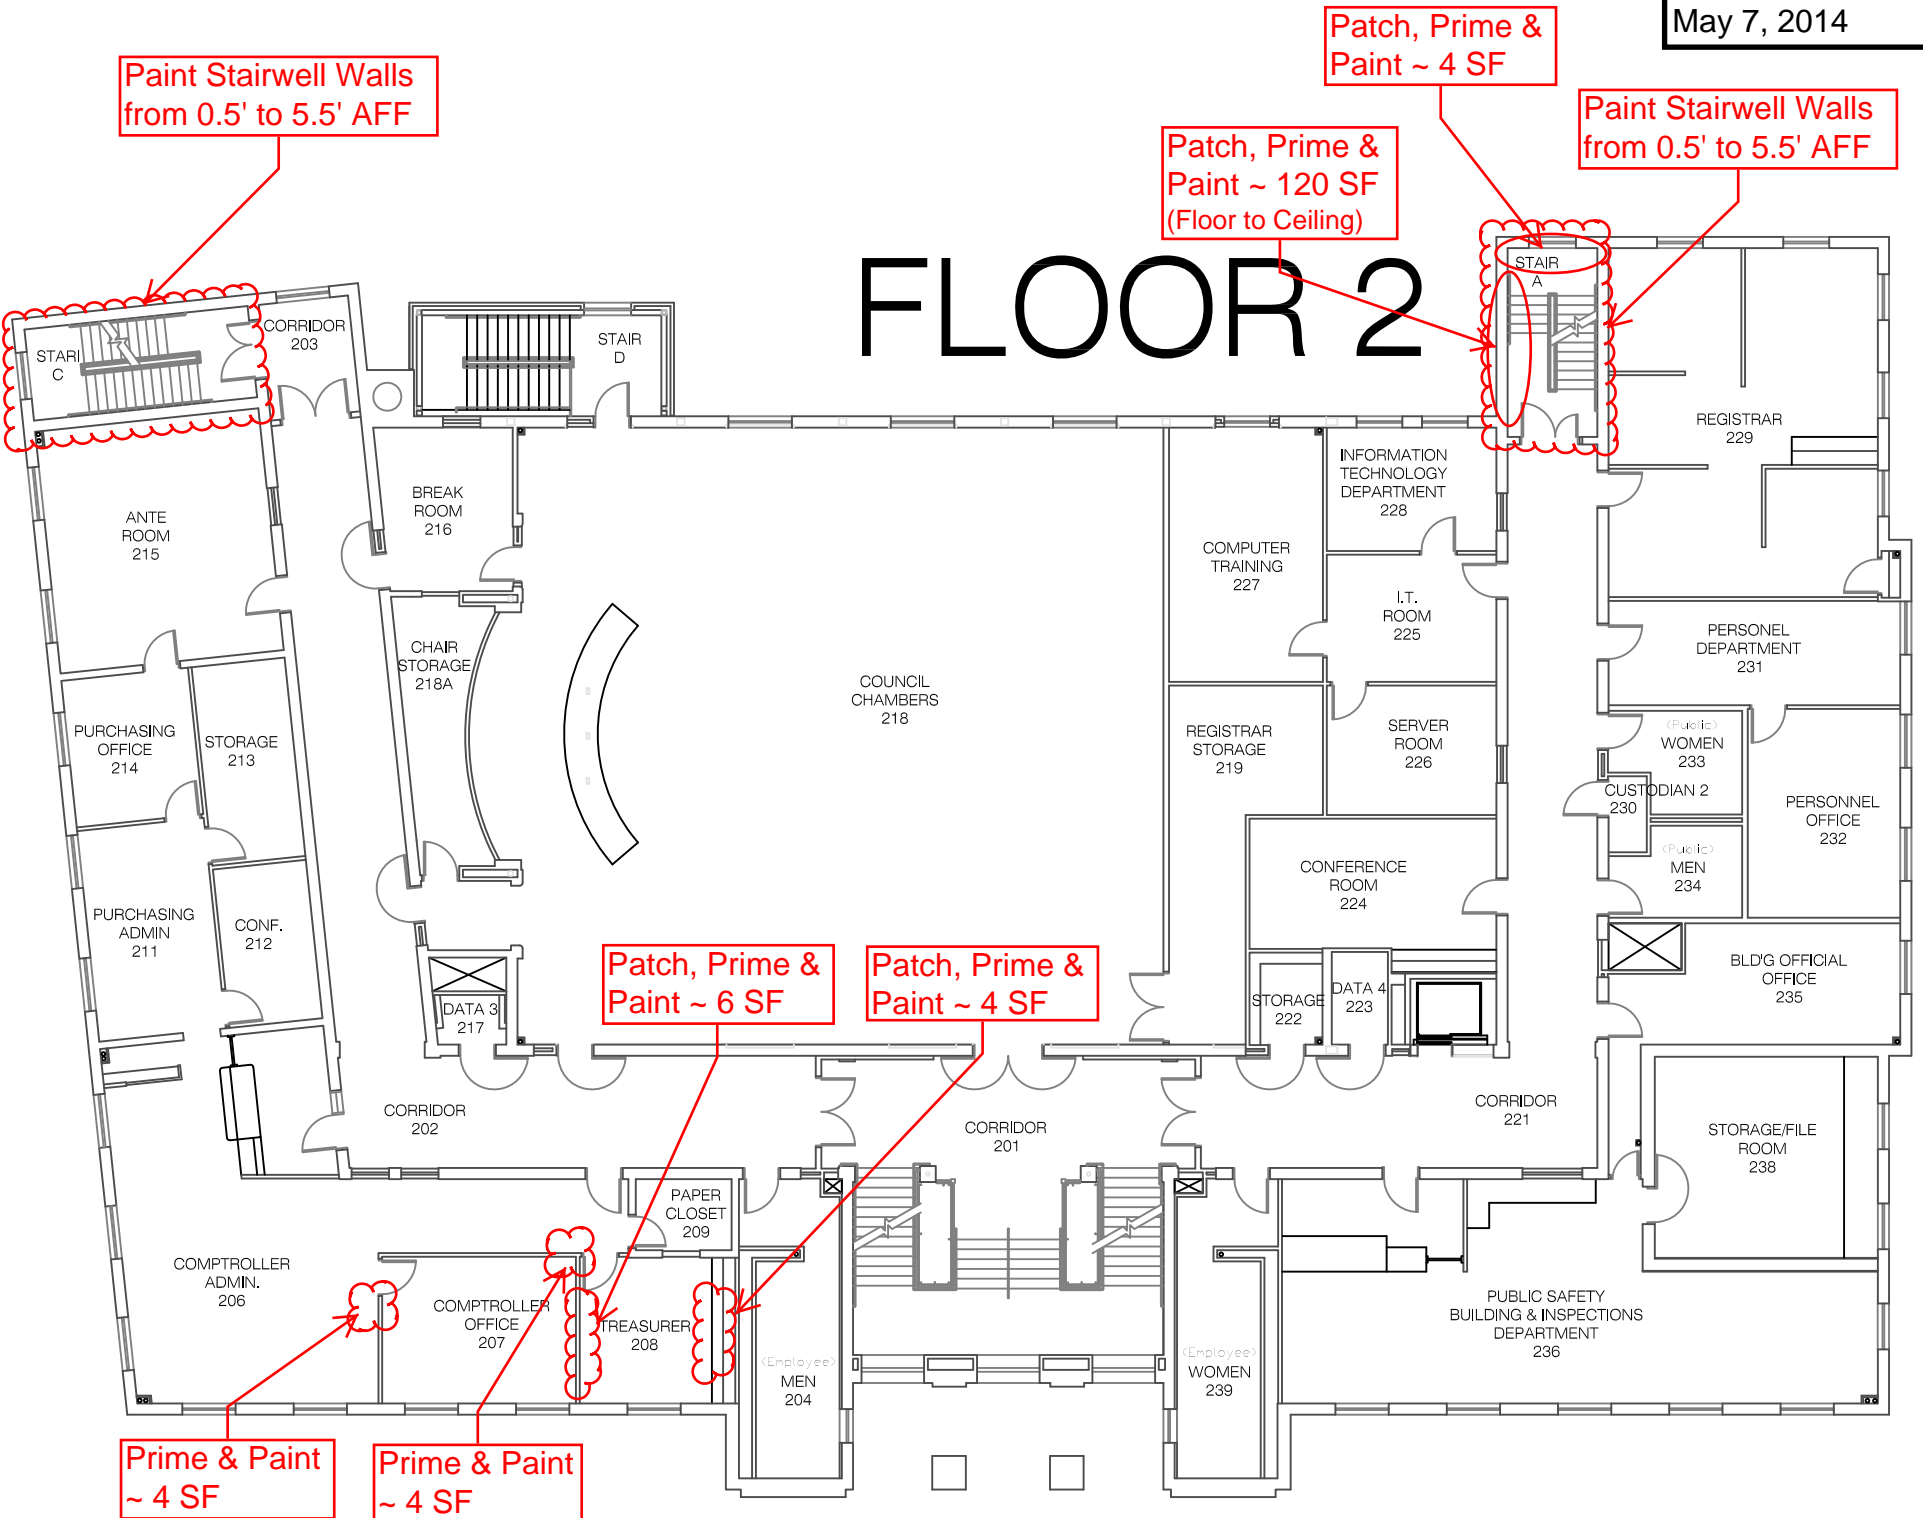 May 7, 2014
Patch, Prime &
Paint ~ 4 SF
Paint Stairwell Walls
from 0.5' to 5.5' AFF
Paint Stairwell Walls
from 0.5' to 5.5' AFF
Patch, Prime &
Paint ~ 120 SF
(Floor to Ceiling)
FLOOR 2
STAIR
A
CORRIDOR
203
STARI
C
STAIR
D
REGISTRAR
229
INFORMATION
TECHNOLOGY
DEPARTMENT
228
BREAK
ROOM
216
ANTE
ROOM
215
COMPUTER
TRAINING
227
I.T.
ROOM
225
PERSONEL
DEPARTMENT
231
CHAIR
STORAGE
218A
COUNCIL
CHAMBERS
218
PURCHASING
OFFICE
214
STORAGE
213
REGISTRAR
STORAGE
219
SERVER
ROOM
226
(Public)
WOMEN
233
CUSTODIAN 2
230
PERSONNEL
OFFICE
232
(Public)
MEN
234
CONFERENCE
ROOM
224
PURCHASING
ADMIN
211
CONF.
212
Patch, Prime &
Paint ~ 6 SF
Patch, Prime &
Paint ~ 4 SF
BLD'G OFFICIAL
OFFICE
235
DATA 3
217
STORAGE
222
DATA 4
223
CORRIDOR
202
CORRIDOR
201
CORRIDOR
221
STORAGE/FILE
ROOM
238
PAPER
CLOSET
209
COMPTROLLER
ADMIN.
206
COMPTROLLER
OFFICE
207
TREASURER
208
(Employee)
MEN
204
(Employee)
WOMEN
239
PUBLIC SAFETY
BUILDING & INSPECTIONS
DEPARTMENT
236
Prime & Paint
~ 4 SF
Prime & Paint
~ 4 SF